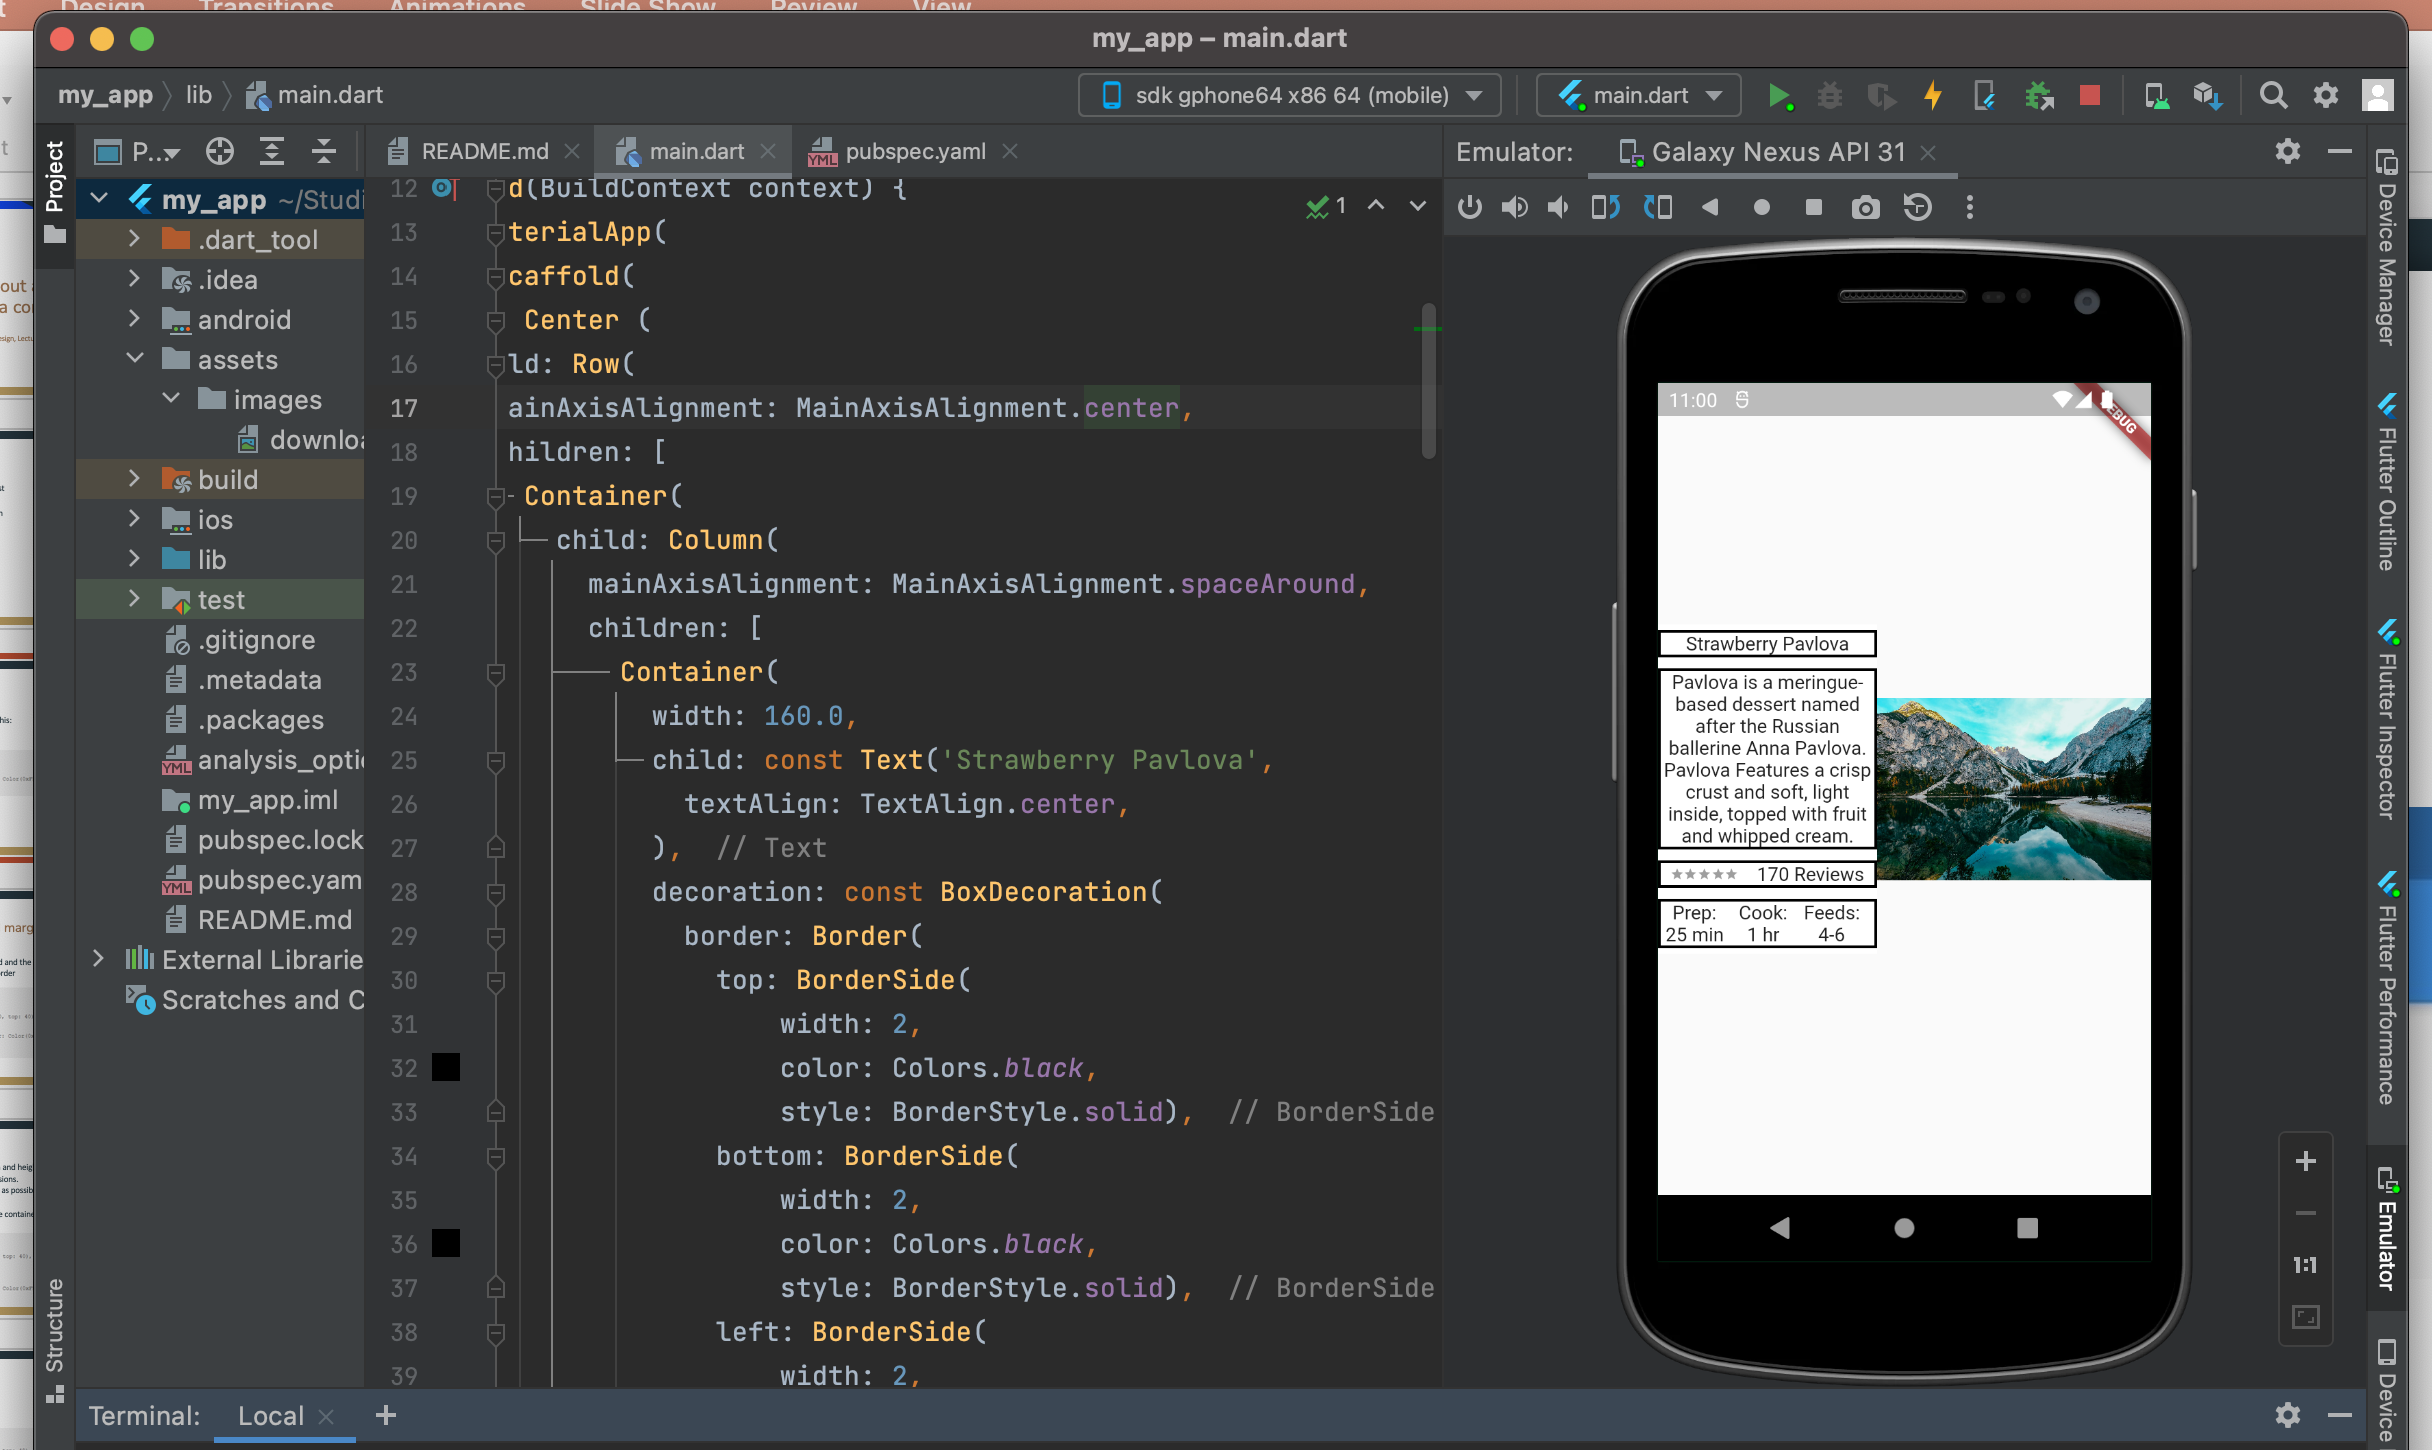 Design Transitions Animations Slide Show Review View
my_app – main.dart
my_app lib main.dart
sdk gphone64 x86 64 (mobile)
main.dart
Project
P...
README.md
main.dart
pubspec.yaml
Emulator: Galaxy Nexus API 31
my_app ~/Studi
.dart_tool
.idea
android
assets
images
downloa
build
ios
lib
test
.gitignore
.metadata
.packages
analysis_optio
my_app.iml
pubspec.lock
pubspec.yam
README.md
External Librarie
Scratches and C
Structure
1
12 d(BuildContext context) {
13 terialApp(
14 caffold(
15 Center (
16 ld: Row(
17 ainAxisAlignment: MainAxisAlignment.center,
18 hildren: [
19 Container(
20 child: Column(
21 mainAxisAlignment: MainAxisAlignment.spaceAround,
22 children: [
23 Container(
24 width: 160.0,
25 child: const Text('Strawberry Pavlova',
26 textAlign: TextAlign.center,
27 ), // Text
28 decoration: const BoxDecoration(
29 border: Border(
30 top: BorderSide(
31 width: 2,
32 color: Colors.black,
33 style: BorderStyle.solid), // BorderSide
34 bottom: BorderSide(
35 width: 2,
36 color: Colors.black,
37 style: BorderStyle.solid), // BorderSide
38 left: BorderSide(
39 width: 2,
11:00
Strawberry Pavlova
Pavlova is a meringue-
based dessert named
after the Russian
ballerine Anna Pavlova.
Pavlova Features a crisp
crust and soft, light
inside, topped with fruit
and whipped cream.
170 Reviews
Prep: Cook: Feeds:
25 min 1 hr 4-6
1:1
Device Manager
Flutter Outline
Flutter Inspector
Flutter Performance
Emulator
Device
Terminal: Local